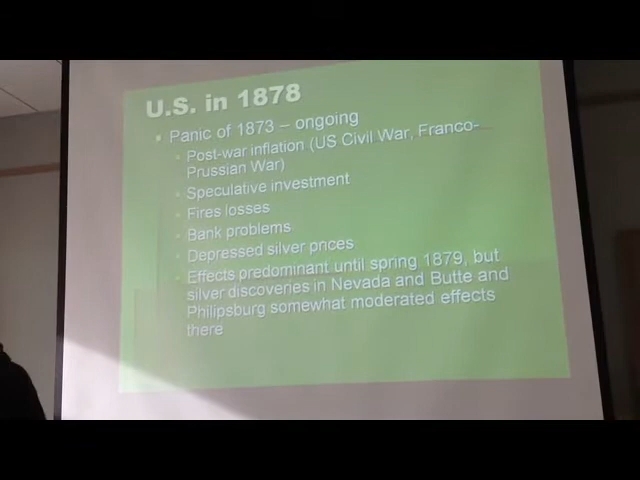 U.S. in 1878
Panic of 1873 – ongoing
Post-war inflation (US Civil War, Franco-
Prussian War)
Speculative investment
Fires losses
Bank problems
Depressed silver prices
Effects predominant until spring 1879, but
silver discoveries in Nevada and Butte and
Philipsburg somewhat moderated effects
there